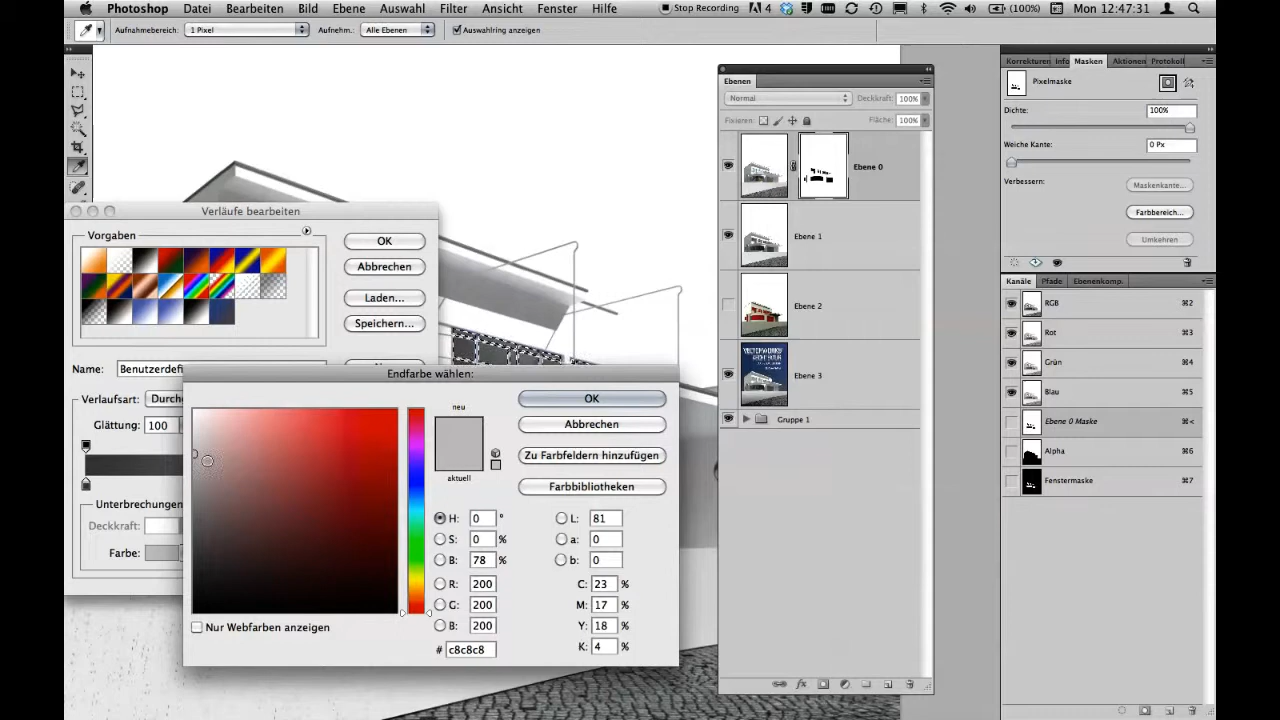 Photoshop Datei Bearbeiten Bild Ebene Auswahl Filter Ansicht Fenster Hilfe Stop Recording 4 (100%) Mon 12:47:31
Aufnahmebereich: 1 Pixel Aufnehm.: Alle Ebenen Auswahlring anzeigen
Ebenen
Normal Deckkraft: 100%
Fixieren: Fläche: 100%
Ebene 0
Ebene 1
Ebene 2
VECTORWORKS
ARCHITEKTUR
Ebene 3
Gruppe 1
Korrekturen Info Masken Aktionen Protokoll
Pixelmaske
Dichte: 100%
Weiche Kante: 0 Px
Verbessern: Maskenkante...
Farbbereich...
Umkehren
Kanäle Pfade Ebenenkomp.
RGB ⌘2
Rot ⌘3
Grün ⌘4
Blau ⌘5
Ebene 0 Maske ⌘<
Alpha ⌘6
Fenstermaske ⌘7
Verläufe bearbeiten
Vorgaben
OK
Abbrechen
Laden...
Speichern...
Name: Benutzerdefi
Verlaufsart: Durch
Glättung: 100
Unterbrechungen
Deckkraft:
Farbe:
Endfarbe wählen:
neu
aktuell
OK
Abbrechen
Zu Farbfeldern hinzufügen
Farbbibliotheken
H: 0 ° L: 81
S: 0 % a: 0
B: 78 % b: 0
R: 200 C: 23 %
G: 200 M: 17 %
B: 200 Y: 18 %
# c8c8c8 K: 4 %
Nur Webfarben anzeigen